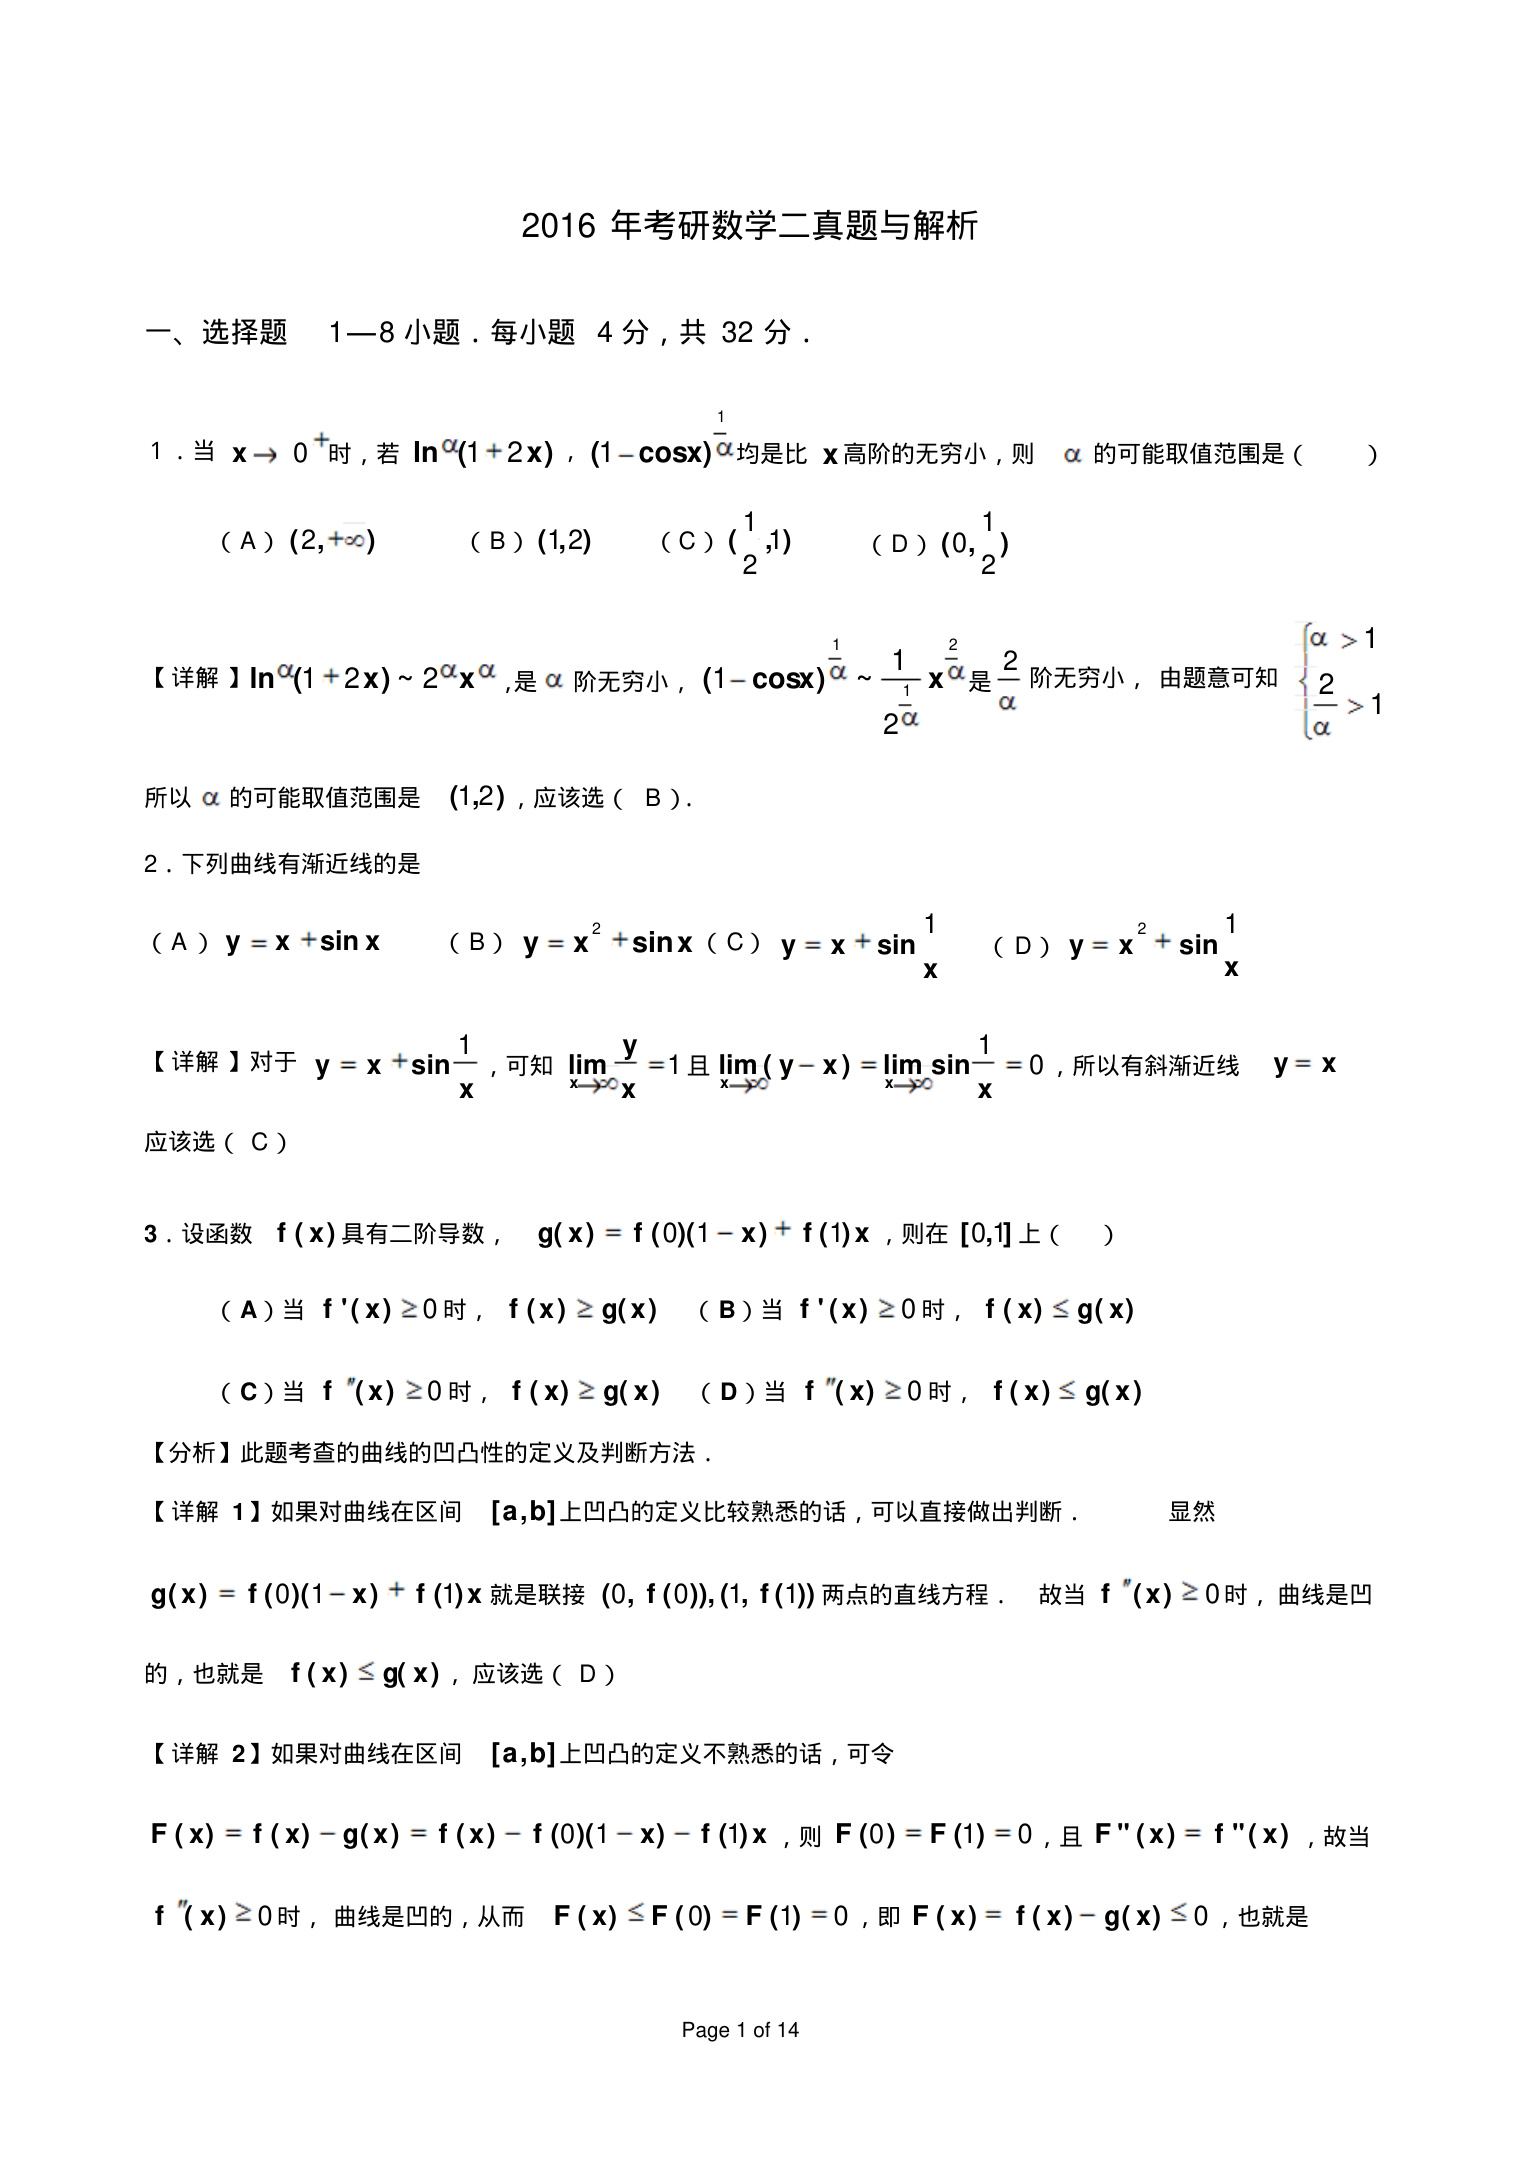 2016 年考研数学二真题与解析
一、选择题 1—8 小题．每小题 4 分，共 32 分．
1．当 x→0⁺时，若 ln^α(1+2x)，(1−cosx)^(1/α) 均是比 x 高阶的无穷小，则 α 的可能取值范围是（ ）
（A）(2,+∞) （B）(1,2) （C）(1/2,1) （D）(0,1/2)
【详解】ln^α(1+2x) ~ 2^α x^α ,是 α 阶无穷小，(1−cosx)^(1/α) ~ 1/2^(1/α) x^(2/α) 是 2/α 阶无穷小，由题意可知 { α>1 2/α>1
所以 α 的可能取值范围是 (1,2)，应该选（ B）.
2．下列曲线有渐近线的是
（A）y = x + sin x （B）y = x² + sin x（C）y = x + sin 1/x （D）y = x² + sin 1/x
【详解】对于 y = x + sin 1/x，可知 lim x→∞ y/x = 1 且 lim x→∞ (y − x) = lim x→∞ sin 1/x = 0，所以有斜渐近线 y = x
应该选（ C）
3．设函数 f(x)具有二阶导数， g(x) = f(0)(1−x) + f(1)x，则在 [0,1]上（ ）
（A）当 f'(x) ≥ 0 时， f(x) ≥ g(x) （B）当 f'(x) ≥ 0 时， f(x) ≤ g(x)
（C）当 f″(x) ≥ 0 时， f(x) ≥ g(x) （D）当 f″(x) ≥ 0 时， f(x) ≤ g(x)
【分析】此题考查的曲线的凹凸性的定义及判断方法．
【详解 1】如果对曲线在区间 [a,b]上凹凸的定义比较熟悉的话，可以直接做出判断． 显然
g(x) = f(0)(1−x) + f(1)x 就是联接 (0, f(0)),(1, f(1)) 两点的直线方程． 故当 f″(x) ≥ 0 时，曲线是凹
的，也就是 f(x) ≤ g(x)，应该选（ D）
【详解 2】如果对曲线在区间 [a,b]上凹凸的定义不熟悉的话，可令
F(x) = f(x) − g(x) = f(x) − f(0)(1−x) − f(1)x，则 F(0) = F(1) = 0，且 F"(x) = f"(x)，故当
f″(x) ≥ 0 时，曲线是凹的，从而 F(x) ≤ F(0) = F(1) = 0，即 F(x) = f(x) − g(x) ≤ 0，也就是
Page 1 of 14